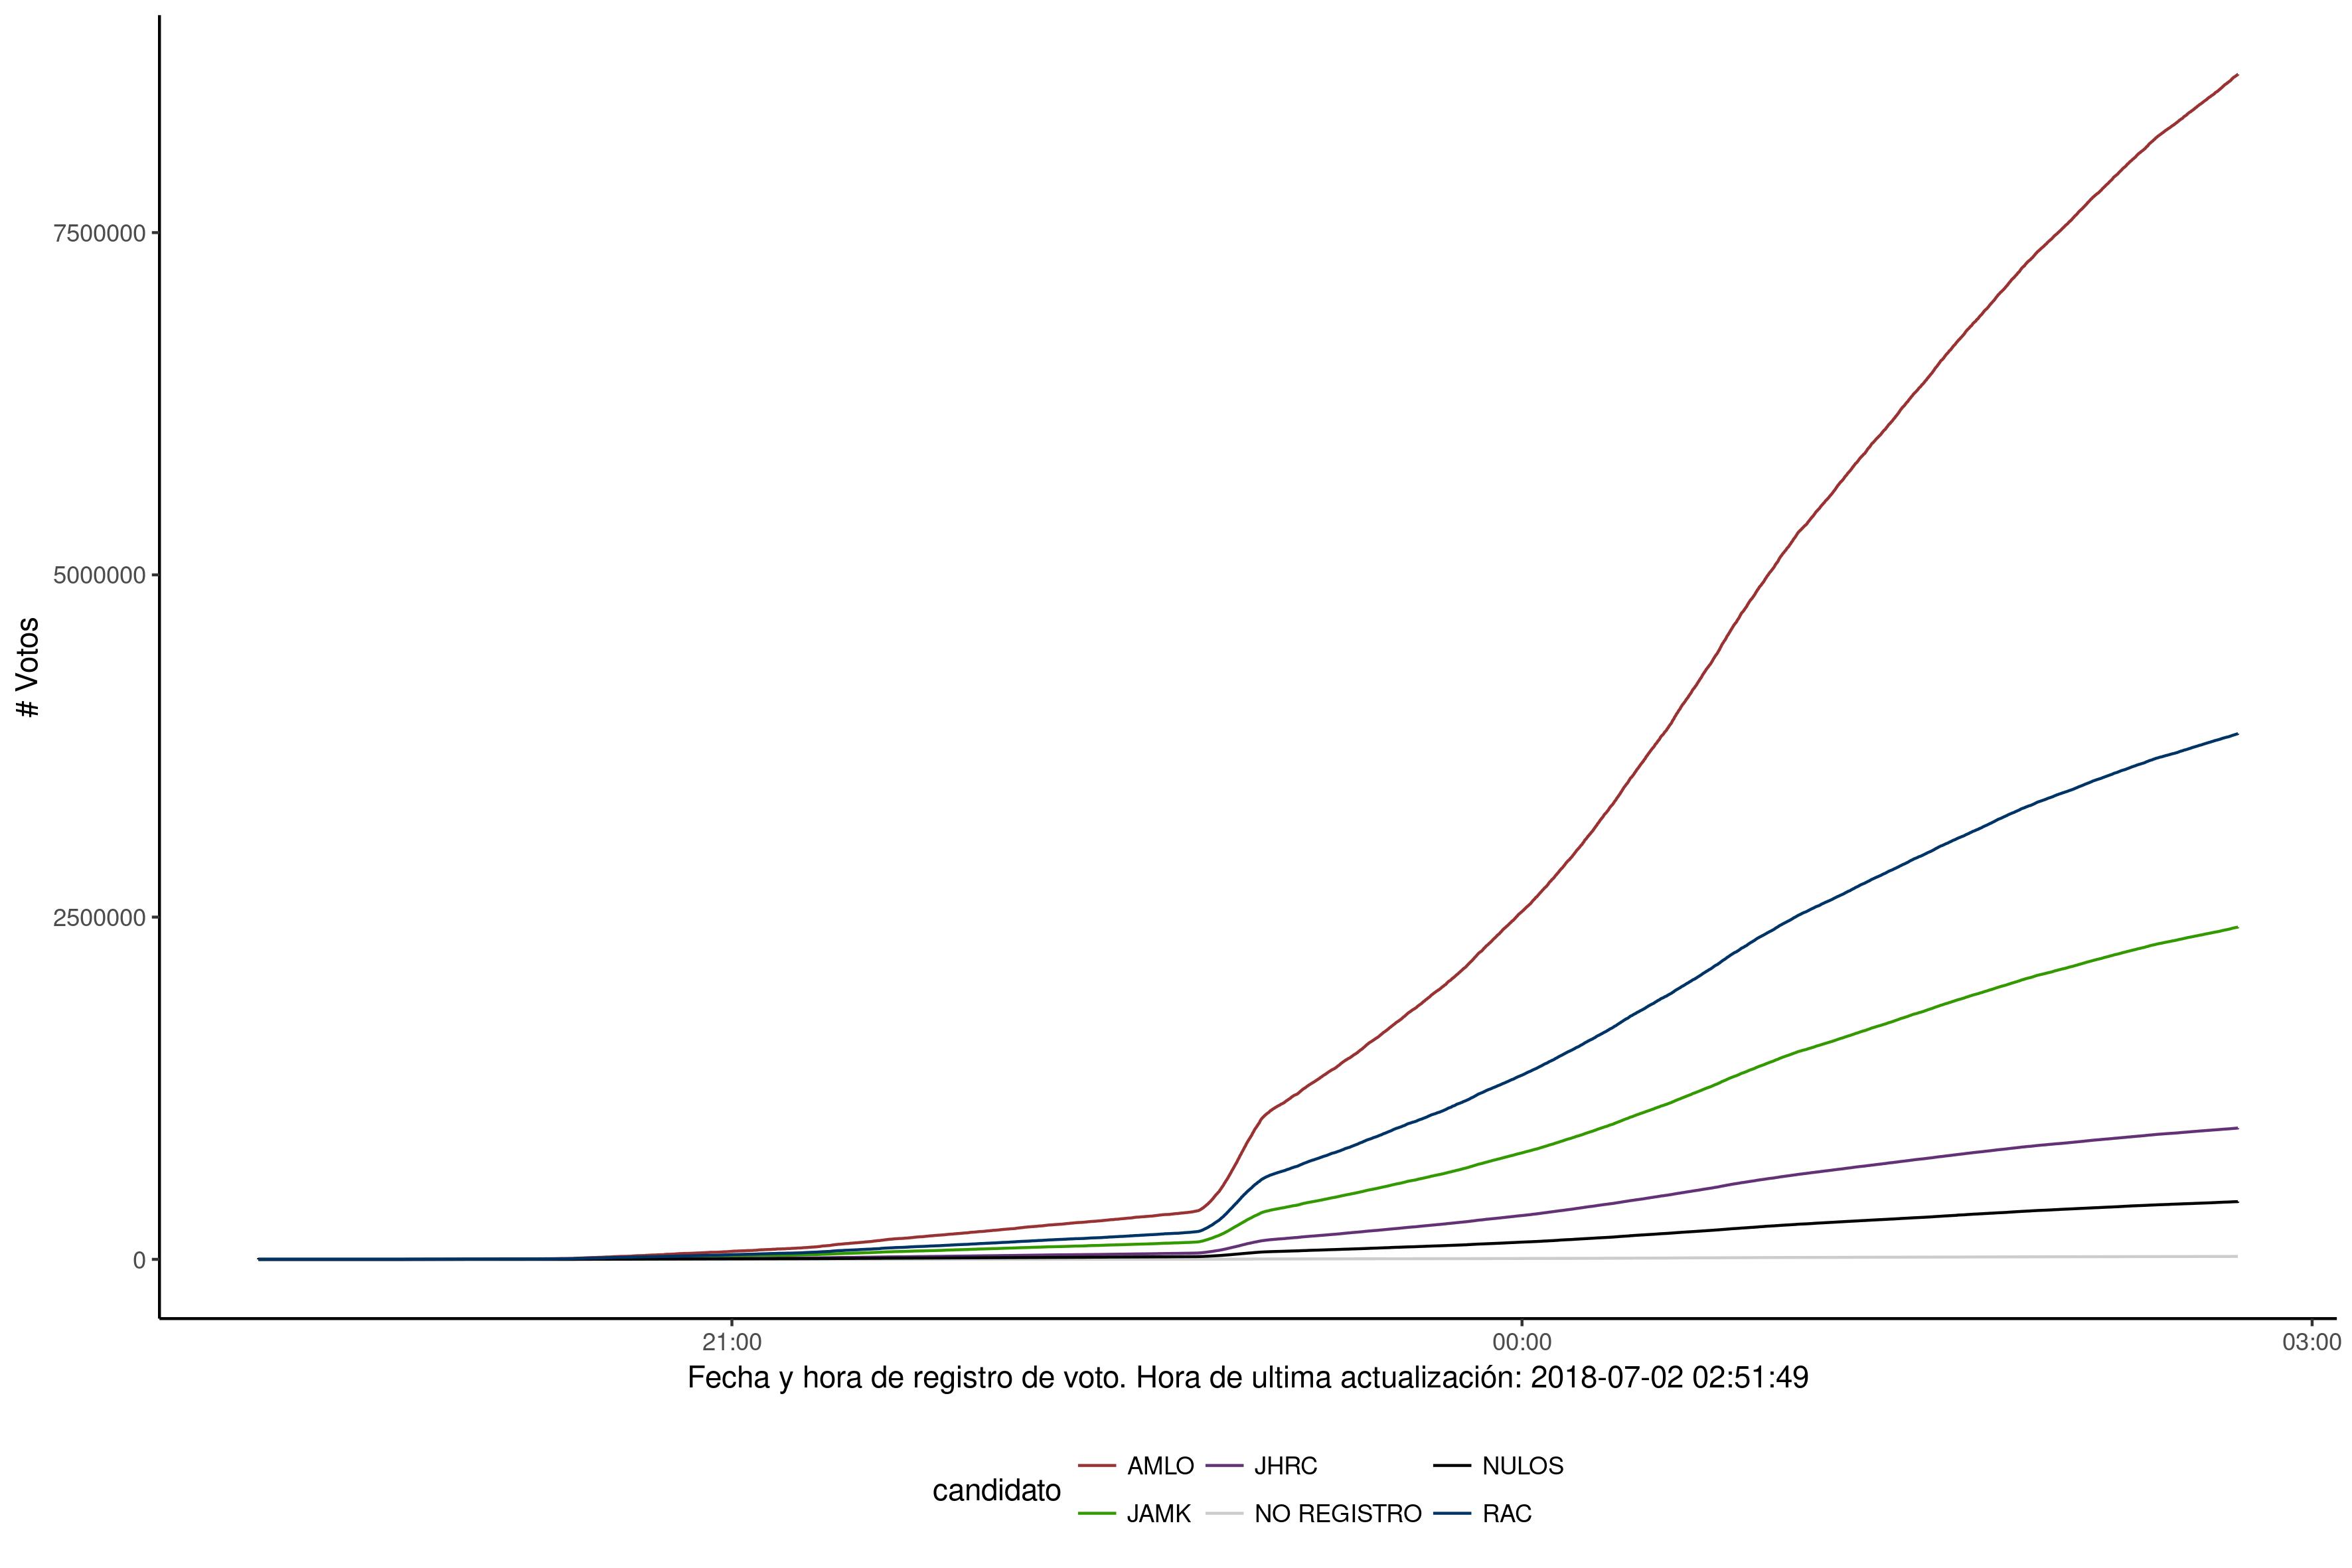 7500000
5000000
2500000
0
# Votos
21:00 00:00 03:00
Fecha y hora de registro de voto. Hora de ultima actualización: 2018-07-02 02:51:49
candidato
AMLO JHRC NULOS
JAMK NO REGISTRO RAC